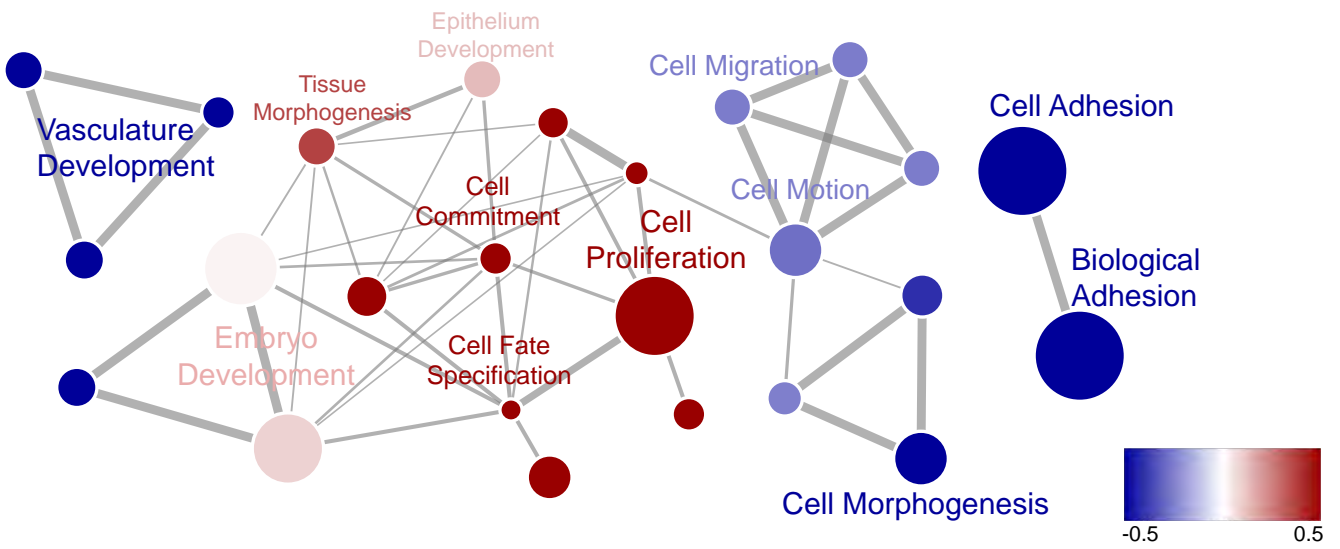 Epithelium
Development
Tissue
Morphogenesis
Cell Migration
Cell Adhesion
Vasculature
Development
Cell
Commitment
Cell Motion
Cell
Proliferation
Biological
Adhesion
Embryo
Development
Cell Fate
Specification
Cell Morphogenesis
-0.5
0.5